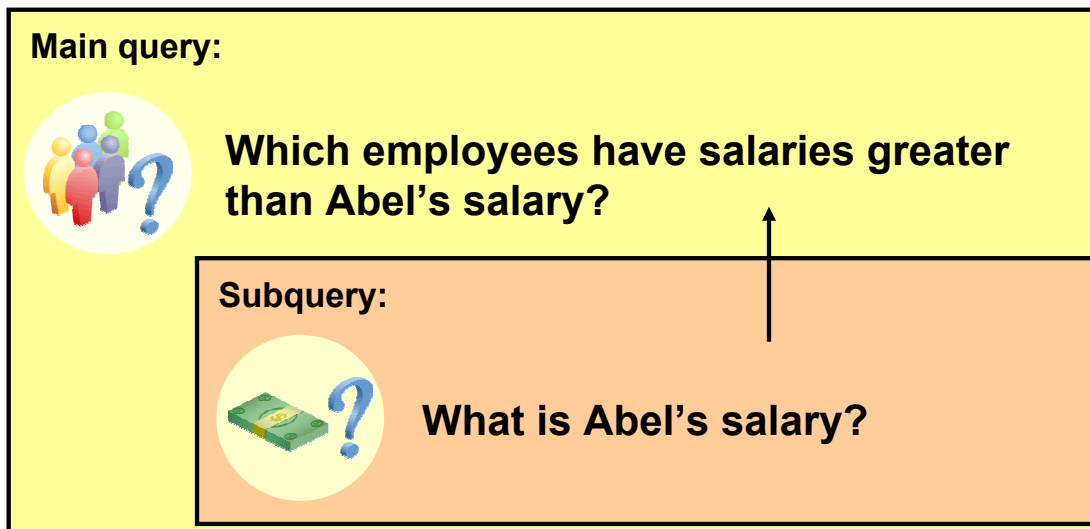 Main query:
Which employees have salaries greater
than Abel’s salary?
Subquery:
What is Abel’s salary?